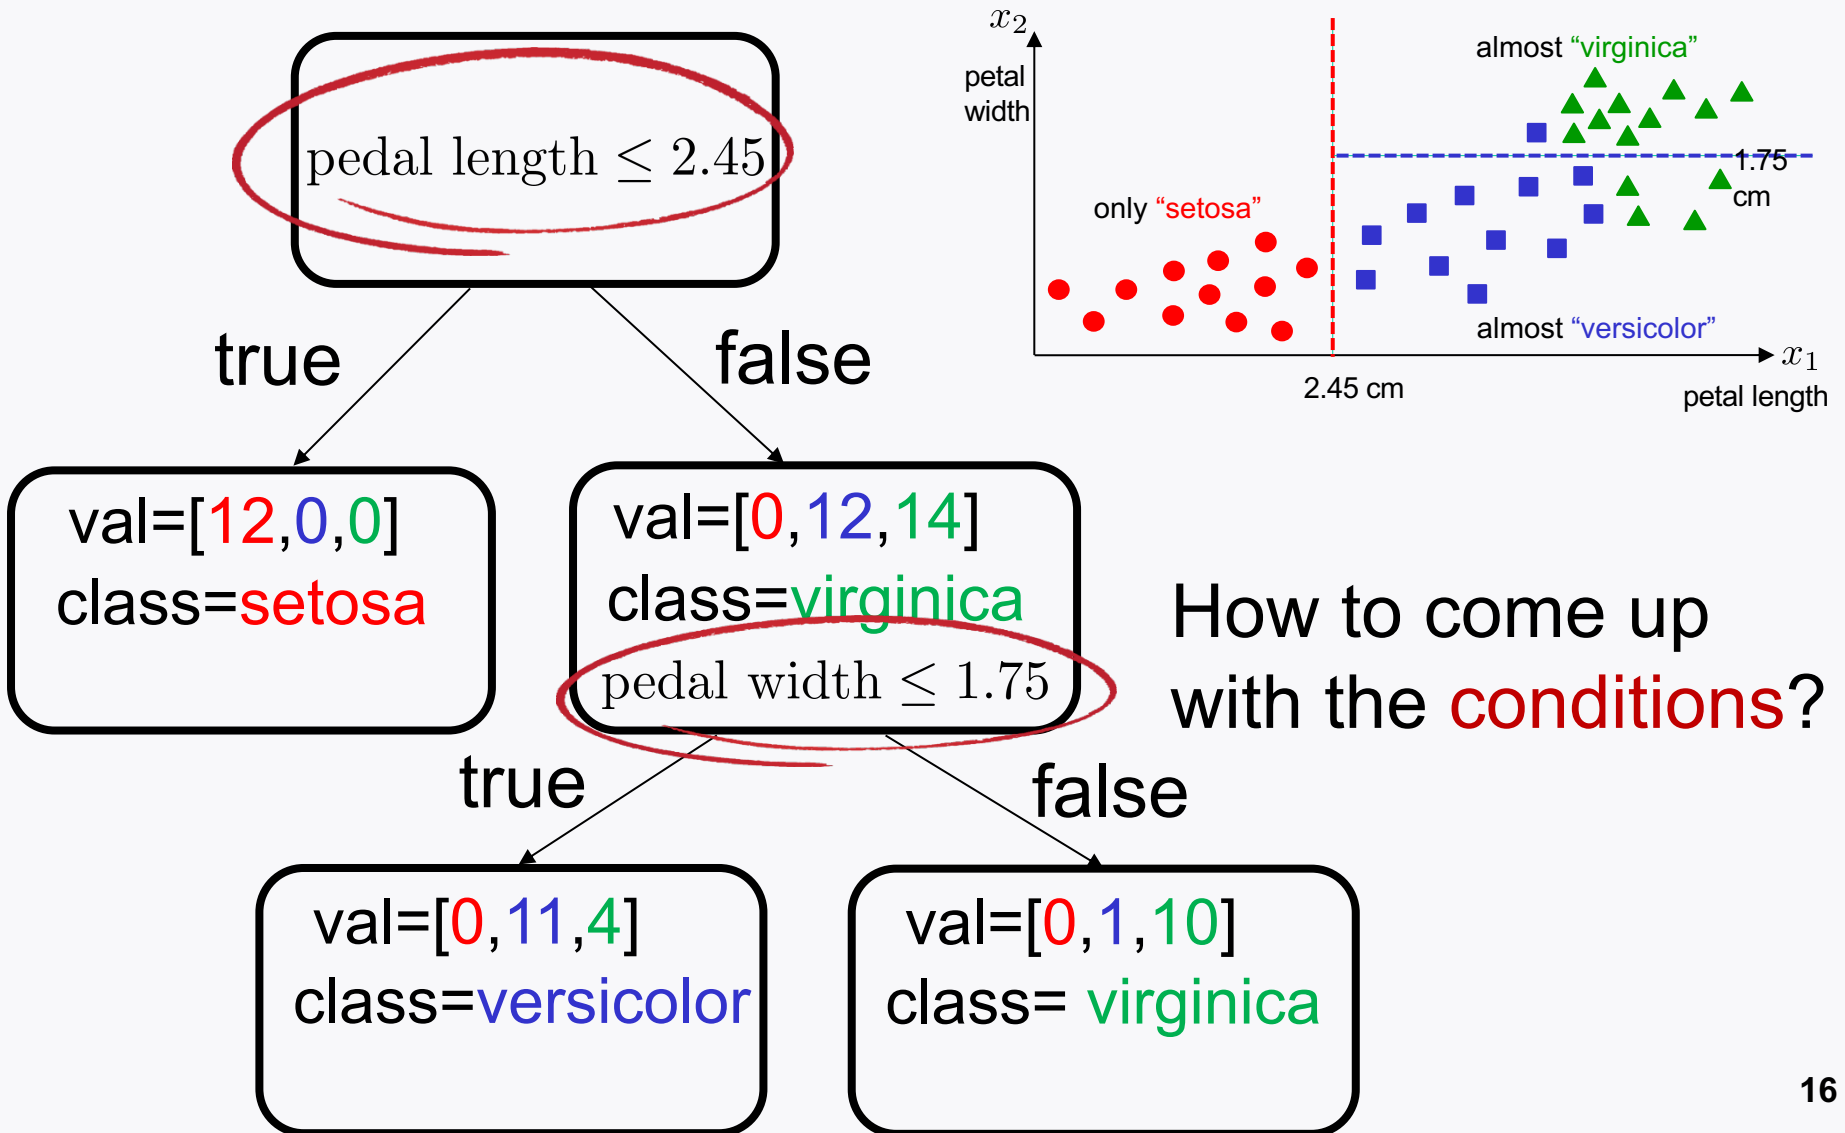 pedal length ≤ 2.45
true
false
val=[12,0,0]
class=setosa
val=[0,12,14]
class=virginica
pedal width ≤ 1.75
true
false
val=[0,11,4]
class=versicolor
val=[0,1,10]
class= virginica
x₂
petal
width
almost “virginica”
1.75
cm
only “setosa”
almost “versicolor”
x₁
2.45 cm
petal length
How to come up
with the conditions?
16